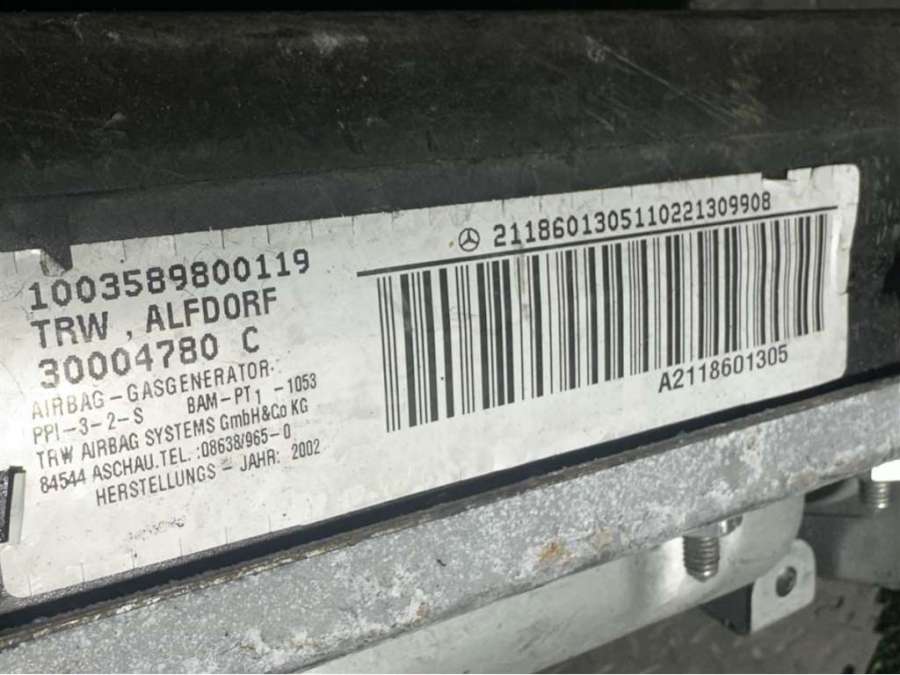 1003589800119
TRW , ALFDORF
30004780 C
AIRBAG-GASGENERATOR.
PPI-3-2-S BAM-PT1-1053
TRW AIRBAG SYSTEMS GmbH&Co KG
84544 ASCHAU.TEL.:08638/965-0
HERSTELLUNGS - JAHR: 2002
2118601305110221309908
A2118601305